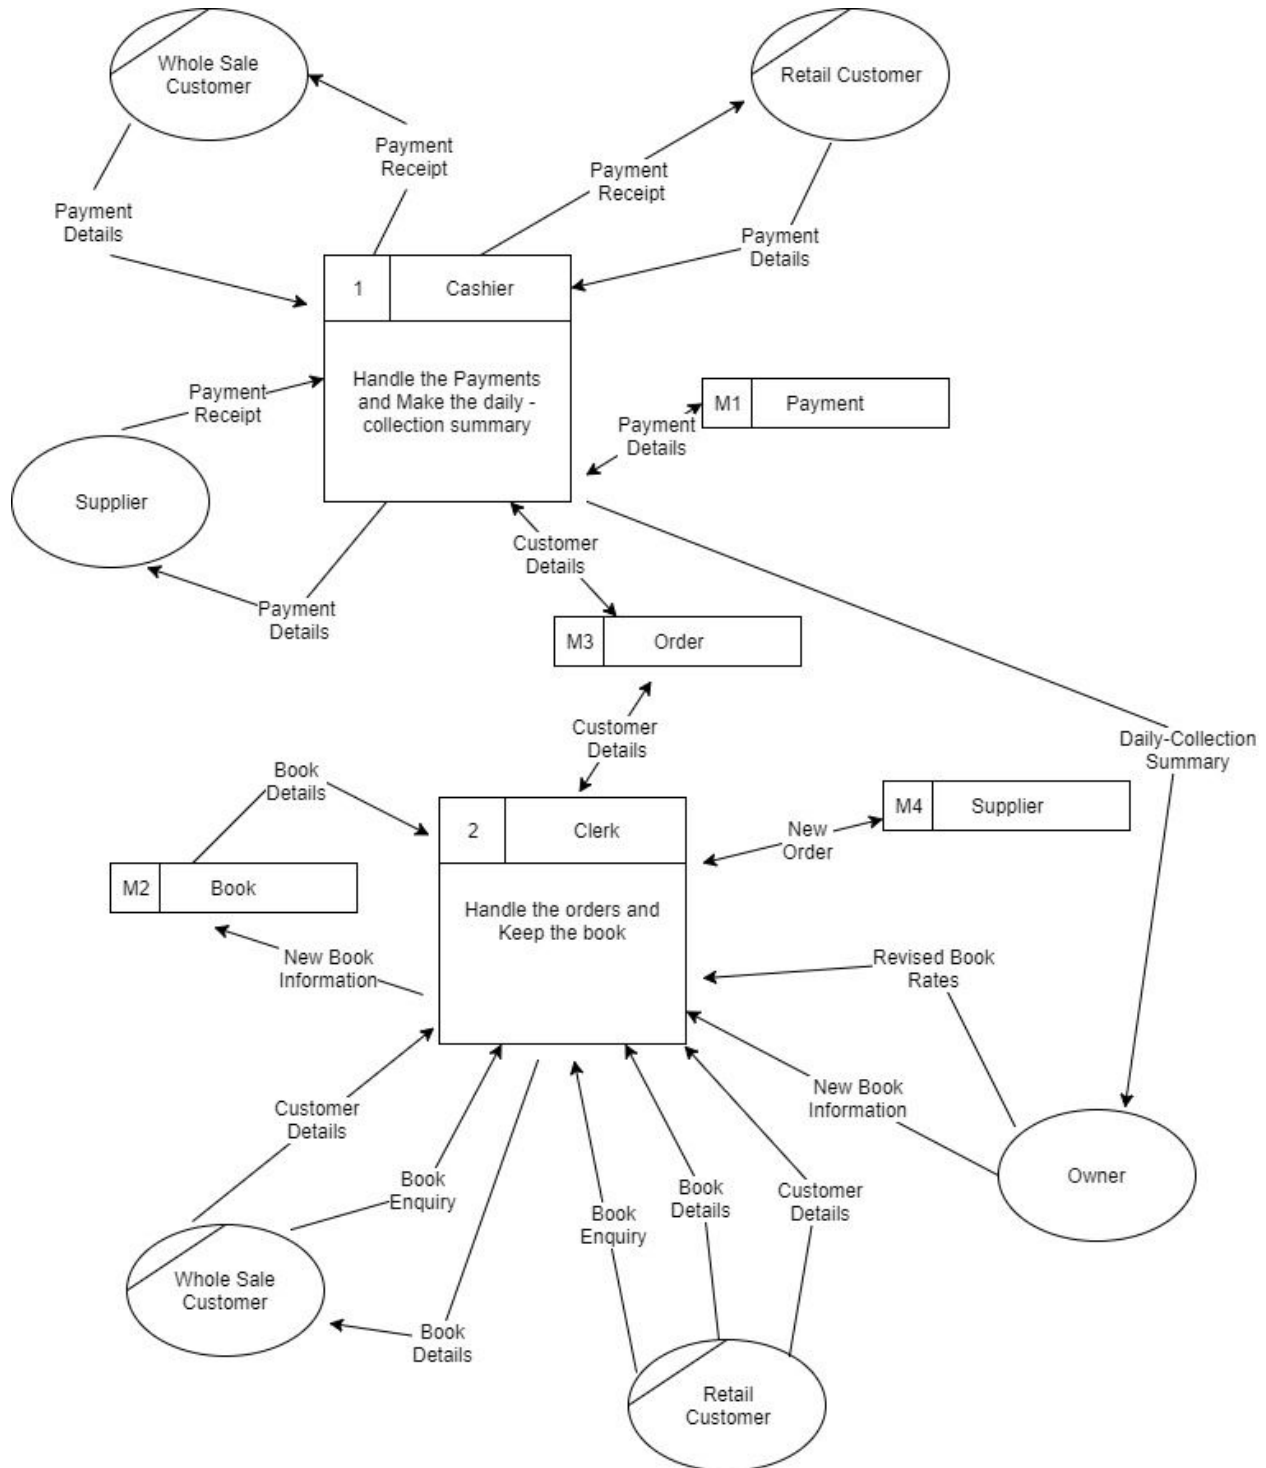 Whole Sale
Customer
Retail Customer
Payment
Receipt
Payment
Receipt
Payment
Details
Payment
Details
1
Cashier
Handle the Payments
and Make the daily -
collection summary
Payment
Receipt
M1
Payment
Payment
Details
Supplier
Customer
Details
Payment
Details
M3
Order
Customer
Details
Daily-Collection
Summary
Book
Details
M4
Supplier
2
Clerk
New
Order
M2
Book
Handle the orders and
Keep the book
New Book
Information
Revised Book
Rates
New Book
Information
Customer
Details
Owner
Book
Enquiry
Book
Details
Customer
Details
Book
Enquiry
Whole Sale
Customer
Book
Details
Retail
Customer